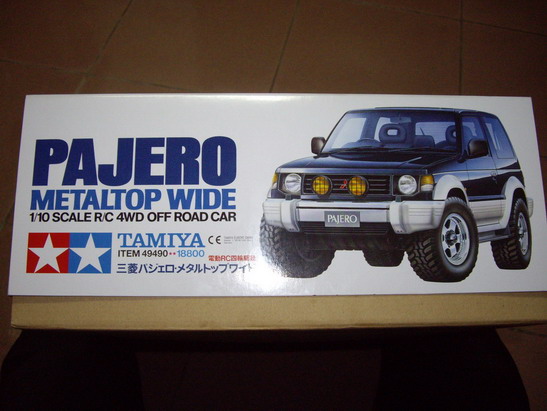 PAJERO
METALTOP WIDE
1/10 SCALE R/C 4WD OFF ROAD CAR
TAMIYA CE
ITEM 49490 **18800
電動RC四輪駆動
三菱パジェロ・メタルトップワイド
PAJERO